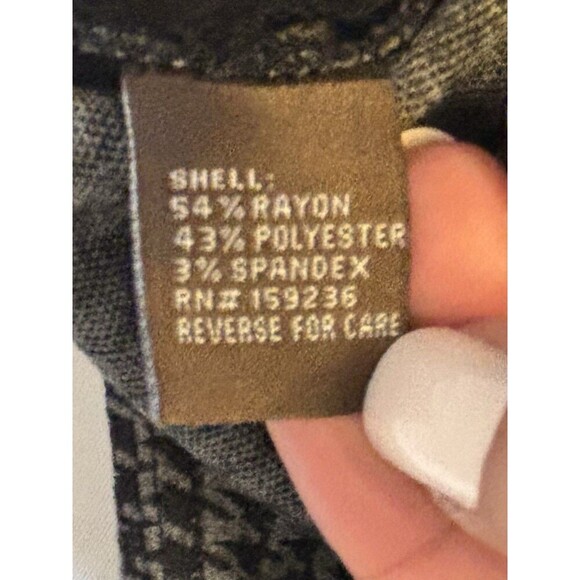 SHELL:
54% RAYON
43% POLYESTER
3% SPANDEX
RN# 159236
REVERSE FOR CARE